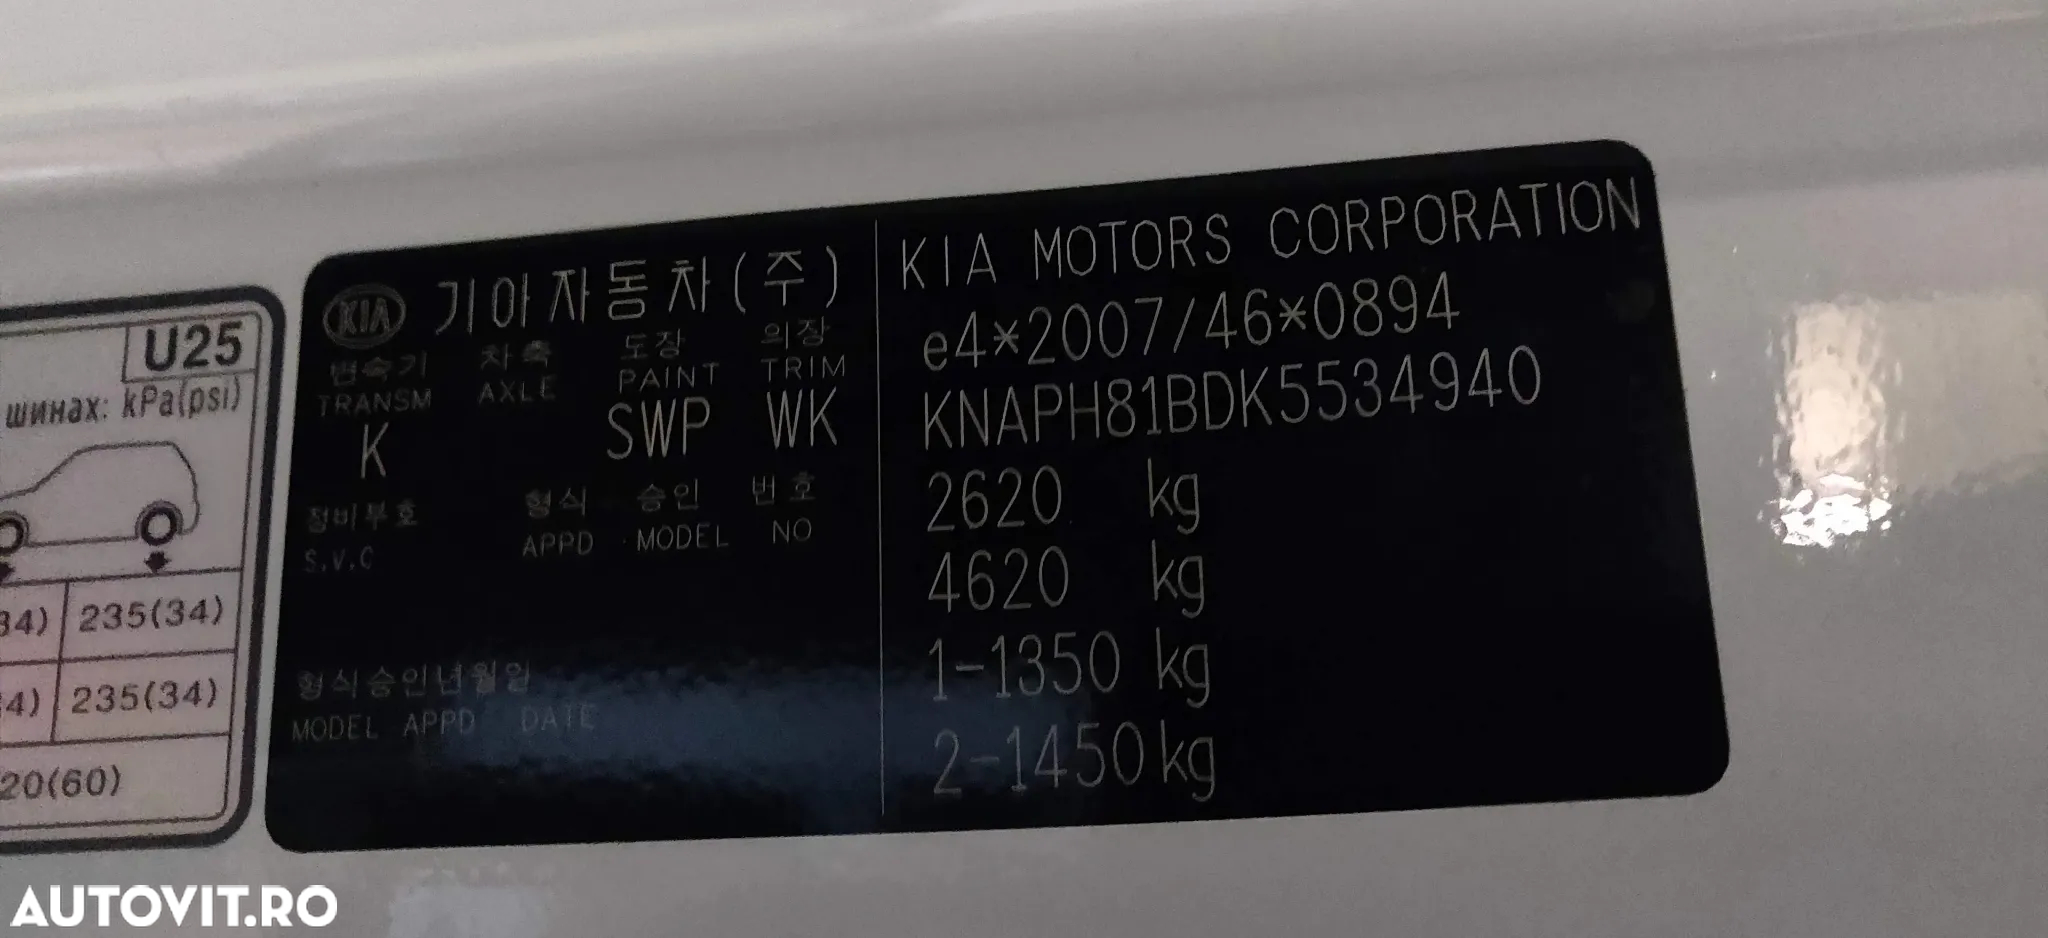 U25
шинах: kPa(psi)
34) 235(34)
4) 235(34)
20(60)
KIA 기아자동차(주)
변속기 차축 도장 의장
TRANSM AXLE PAINT TRIM
K SWP WK
정비부호 형식 승인 번호
S.V.C APPD · MODEL NO
형식승인년월일
MODEL APPD DATE
KIA MOTORS CORPORATION
e4*2007/46*0894
KNAPH81BDK5534940
2620 kg
4620 kg
1-1350 kg
2-1450kg
AUTOVIT.RO